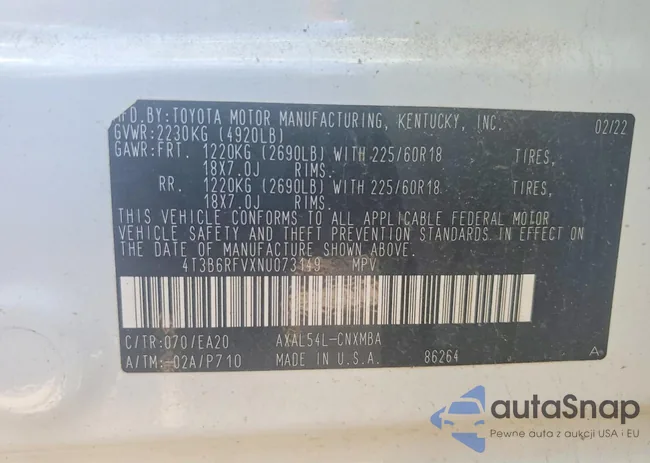 MFD.BY:TOYOTA MOTOR MANUFACTURING, KENTUCKY, INC. 02/22
GVWR:2230KG (4920LB)
GAWR:FRT. 1220KG (2690LB) WITH 225/60R18 TIRES,
18X7.0J RIMS.
RR. 1220KG (2690LB) WITH 225/60R18 TIRES,
18X7.0J RIMS.
THIS VEHICLE CONFORMS TO ALL APPLICABLE FEDERAL MOTOR
VEHICLE SAFETY AND THEFT PREVENTION STANDARDS IN EFFECT ON
THE DATE OF MANUFACTURE SHOWN ABOVE.
4T3B6RFVXNU073149 MPV
C/TR:070/EA20 AXAL54L-CNXMBA
A/TM:-02A/P710 MADE IN U.S.A. 86264 A
autaSnap
Pewne auta z aukcji USA i EU